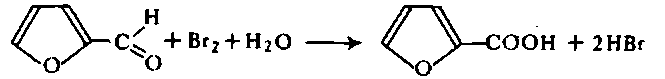 C H O + Br₂ + H₂O ⟶ COOH + 2HBr
O O